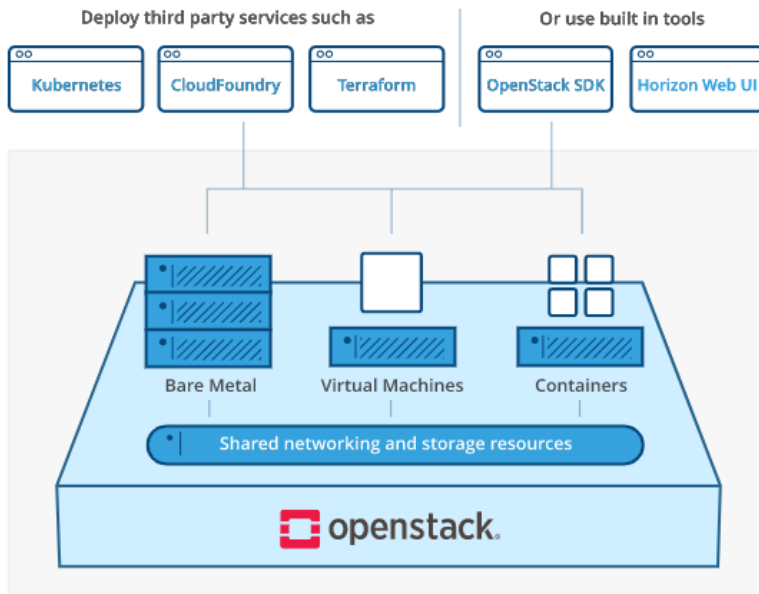 Deploy third party services such as
Or use built in tools
Kubernetes
CloudFoundry
Terraform
OpenStack SDK
Horizon Web UI
Bare Metal
Virtual Machines
Containers
Shared networking and storage resources
openstack.